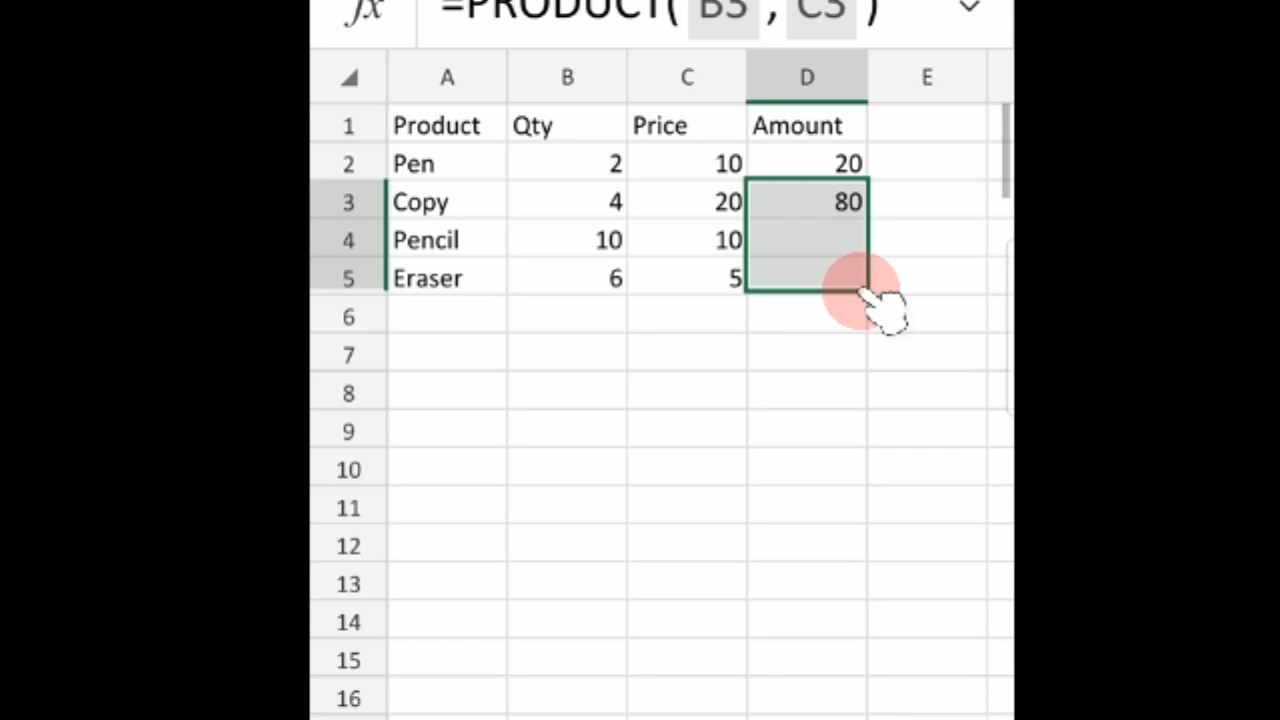 fx =PRODUCT( B3 , C3 )
A B C D E
1 Product Qty Price Amount
2 Pen 2 10 20
3 Copy 4 20 80
4 Pencil 10 10
5 Eraser 6 5
6
7
8
9
10
11
12
13
14
15
16